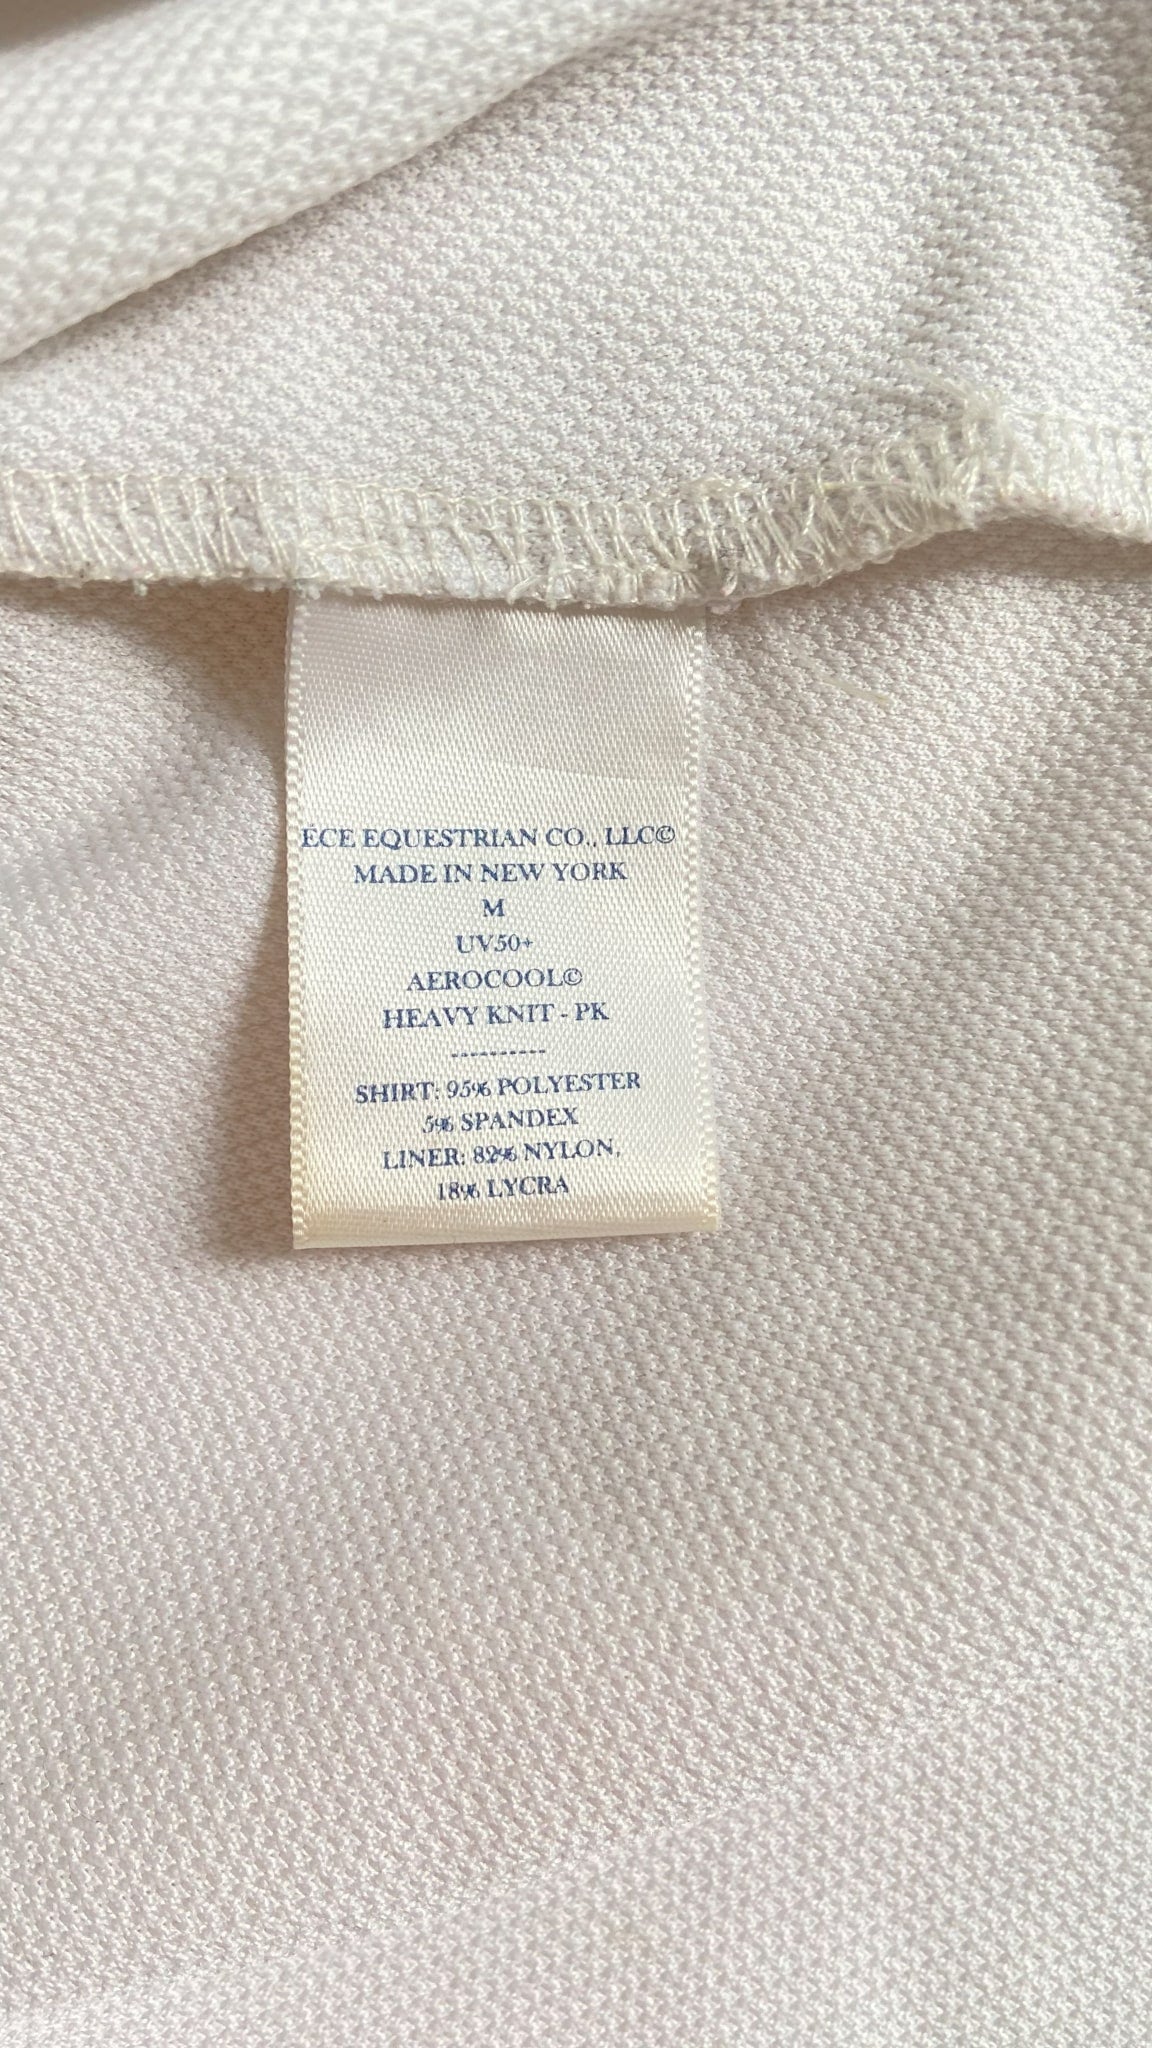 ÉCE EQUESTRIAN CO., LLC©
MADE IN NEW YORK
M
UV50+
AEROCOOL©
HEAVY KNIT - PK
----------
SHIRT: 95% POLYESTER
5% SPANDEX
LINER: 82% NYLON,
18% LYCRA